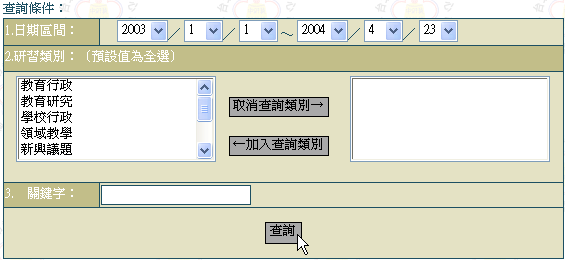 查詢條件：
1.日期區間： 2003 ／ 1 ／ 1 ～ 2004 ／ 4 ／ 23
2.研習類別：〔預設值為全選〕
教育行政
教育研究
學校行政
領域教學
新興議題
取消查詢類別→
←加入查詢類別
3. 關鍵字：
查詢